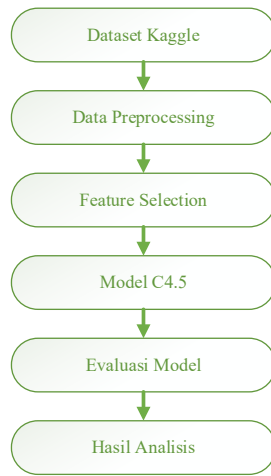 Dataset Kaggle
Data Preprocessing
Feature Selection
Model C4.5
Evaluasi Model
Hasil Analisis